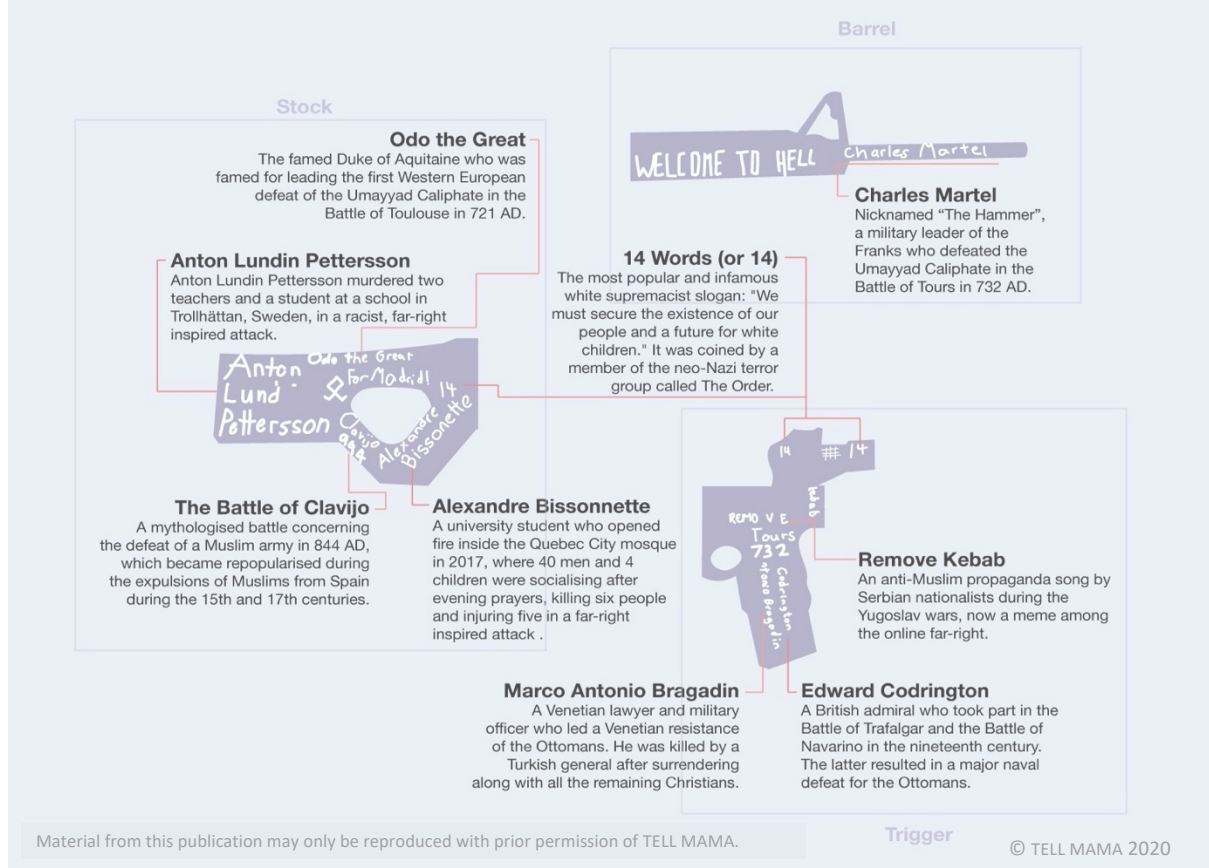 Barrel
Stock
Odo the Great
The famed Duke of Aquitaine who was
famed for leading the first Western European
defeat of the Umayyad Caliphate in the
Battle of Toulouse in 721 AD.
WELCOME TO HELL
Charles Martel
Charles Martel
Nicknamed “The Hammer”,
a military leader of the
Franks who defeated the
Umayyad Caliphate in the
Battle of Tours in 732 AD.
Anton Lundin Pettersson
Anton Lundin Pettersson murdered two
teachers and a student at a school in
Trollhättan, Sweden, in a racist, far-right
inspired attack.
14 Words (or 14)
The most popular and infamous
white supremacist slogan: "We
must secure the existence of our
people and a future for white
children." It was coined by a
member of the neo-Nazi terror
group called The Order.
Anton
Lund
Pettersson
Odo the Great
For Madrid!
14
Clavijo
Alexandre
Bissonette
The Battle of Clavijo
A mythologised battle concerning
the defeat of a Muslim army in 844 AD,
which became repopularised during
the expulsions of Muslims from Spain
during the 15th and 17th centuries.
Alexandre Bissonnette
A university student who opened
fire inside the Quebec City mosque
in 2017, where 40 men and 4
children were socialising after
evening prayers, killing six people
and injuring five in a far-right
inspired attack .
14
# 14
kebab
REMOVE
Tours
732
Codrington
antonio Bragadin
Remove Kebab
An anti-Muslim propaganda song by
Serbian nationalists during the
Yugoslav wars, now a meme among
the online far-right.
Marco Antonio Bragadin
A Venetian lawyer and military
officer who led a Venetian resistance
of the Ottomans. He was killed by a
Turkish general after surrendering
along with all the remaining Christians.
Edward Codrington
A British admiral who took part in the
Battle of Trafalgar and the Battle of
Navarino in the nineteenth century.
The latter resulted in a major naval
defeat for the Ottomans.
Trigger
Material from this publication may only be reproduced with prior permission of TELL MAMA.
© TELL MAMA 2020